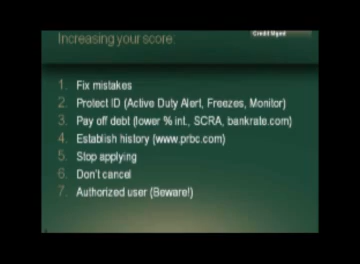 Credit Mgmt
Increasing your score:
1. Fix mistakes
2. Protect ID (Active Duty Alert, Freezes, Monitor)
3. Pay off debt (lower % int., SCRA, bankrate.com)
4. Establish history (www.prbc.com)
5. Stop applying
6. Don't cancel
7. Authorized user (Beware!)